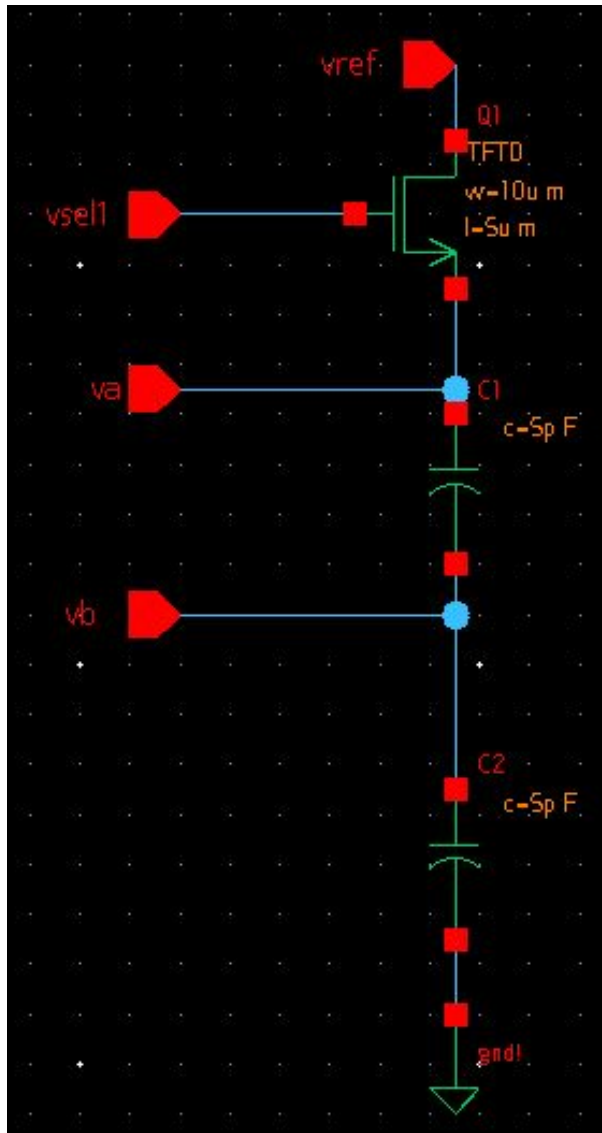 vref
Q1
TFTD
w=10u m
vsel1
l=5u m
va
C1
c=5p F
vb
C2
c=5p F
gnd!